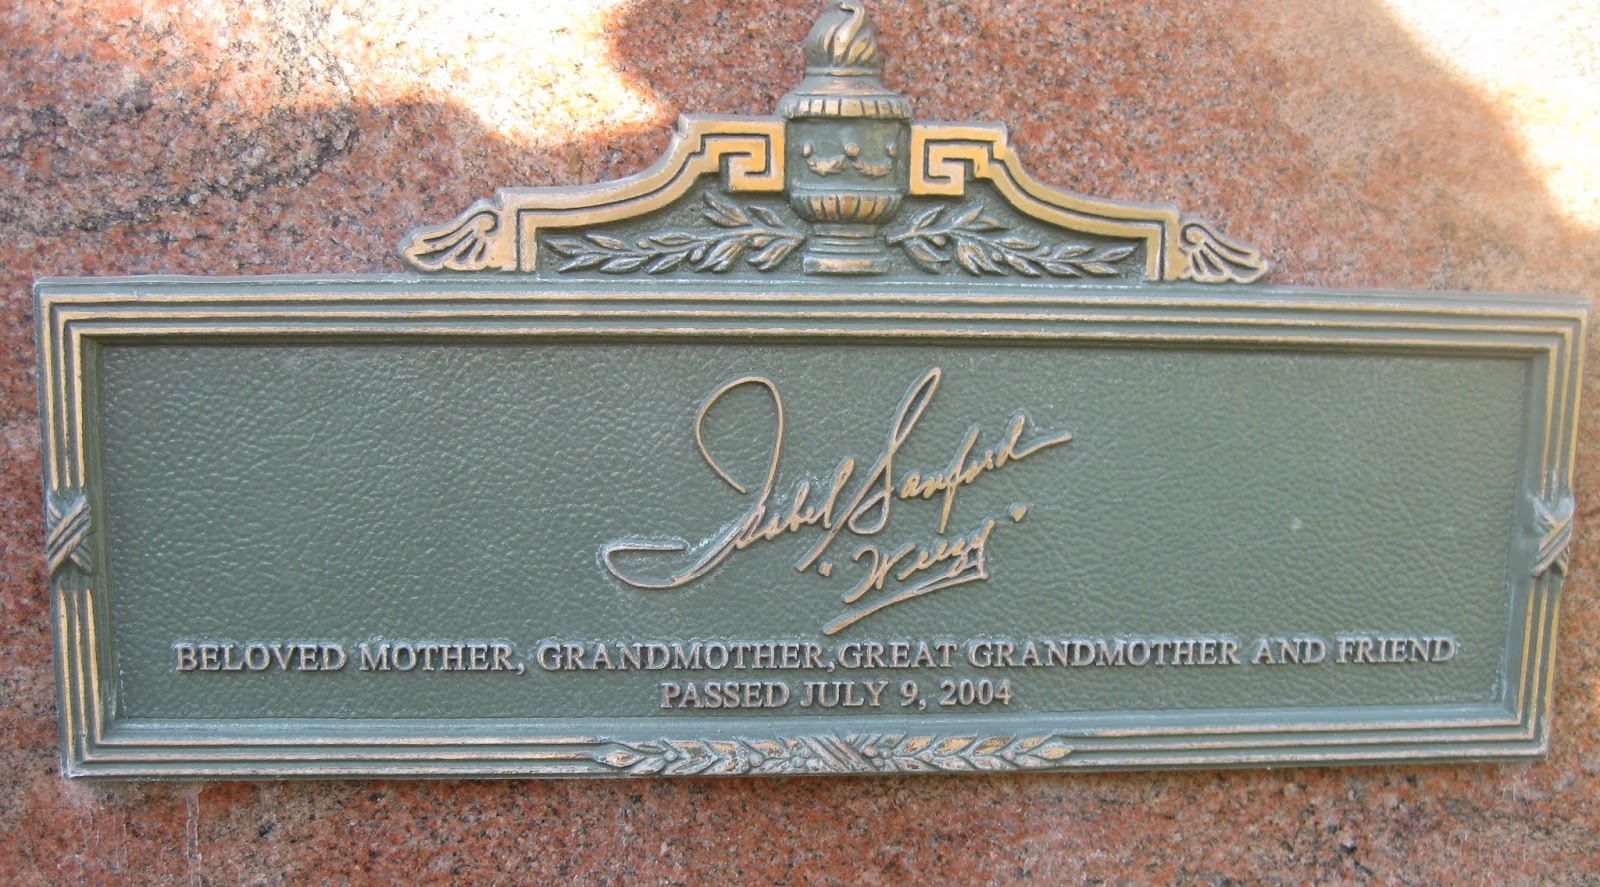 Isabel Sanford
"Weezy"
BELOVED MOTHER, GRANDMOTHER,GREAT GRANDMOTHER AND FRIEND
PASSED JULY 9, 2004